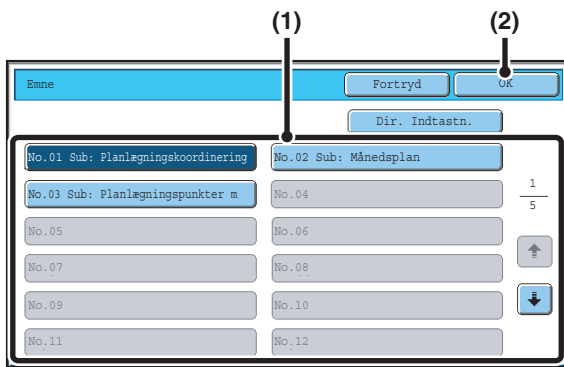 (1) (2)
Emne Fortryd OK
Dir. Indtastn.
No.01 Sub: Planlægningskoordinering No.02 Sub: Månedsplan
No.03 Sub: Planlægningspunkter m No.04
1
5
No.05 No.06
No.07 No.08
No.09 No.10
No.11 No.12